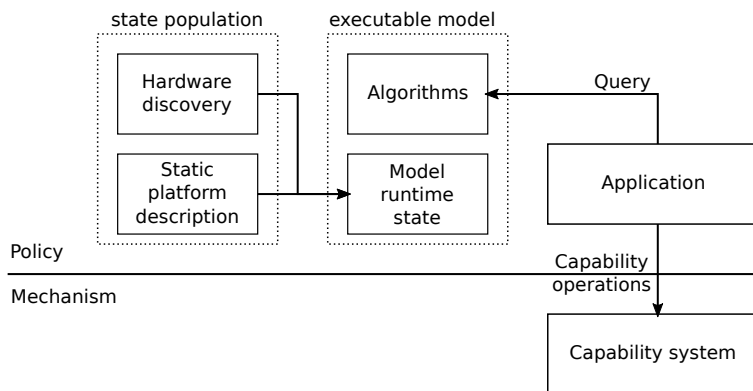 state population
executable model
Hardware
discovery
Algorithms
Query
Static
platform
description
Model
runtime
state
Application
Policy
Capability
operations
Mechanism
Capability system